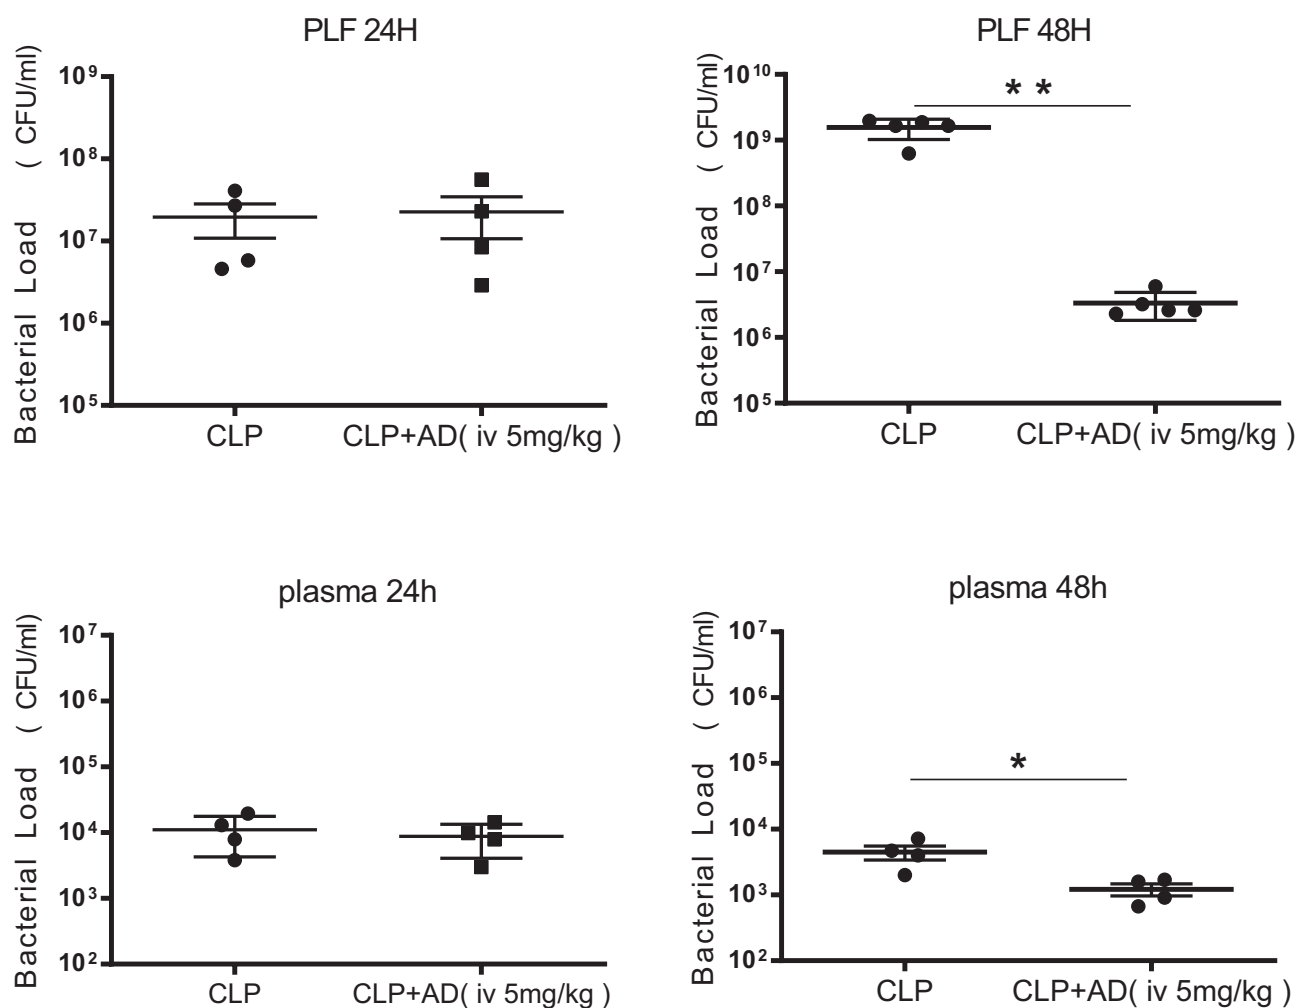 PLF 24H
Bacterial Load ( CFU/ml)
10⁹
10⁸
10⁷
10⁶
10⁵
CLP
CLP+AD( iv 5mg/kg )
PLF 48H
Bacterial Load ( CFU/ml)
10¹⁰
10⁹
10⁸
10⁷
10⁶
10⁵
* *
CLP
CLP+AD( iv 5mg/kg )
plasma 24h
Bacterial Load ( CFU/ml)
10⁷
10⁶
10⁵
10⁴
10³
10²
CLP
CLP+AD( iv 5mg/kg )
plasma 48h
Bacterial Load ( CFU/ml)
10⁷
10⁶
10⁵
10⁴
10³
10²
*
CLP
CLP+AD( iv 5mg/kg )